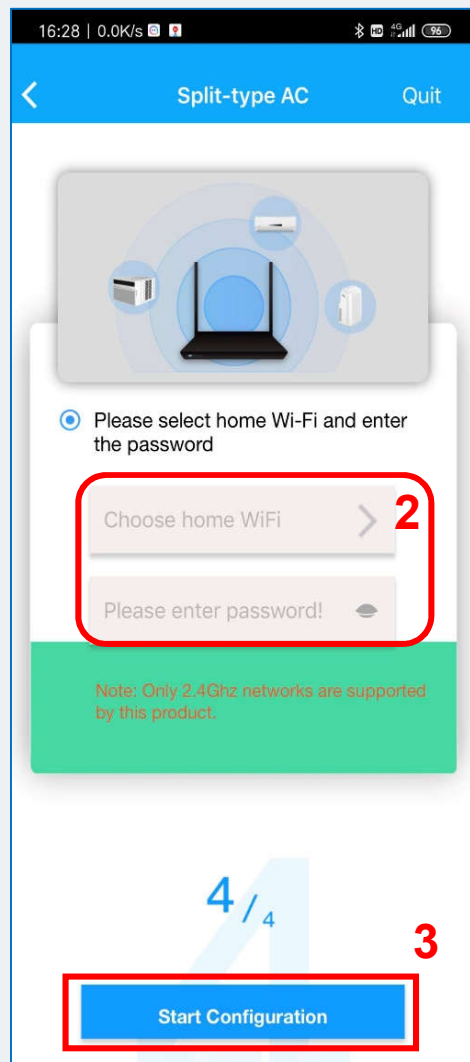 16:28 | 0.0K/s HD 4G 96
Split-type AC Quit
Please select home Wi-Fi and enter
the password
Choose home WiFi 2
Please enter password!
Note: Only 2.4Ghz networks are supported
by this product.
4/4
3
Start Configuration